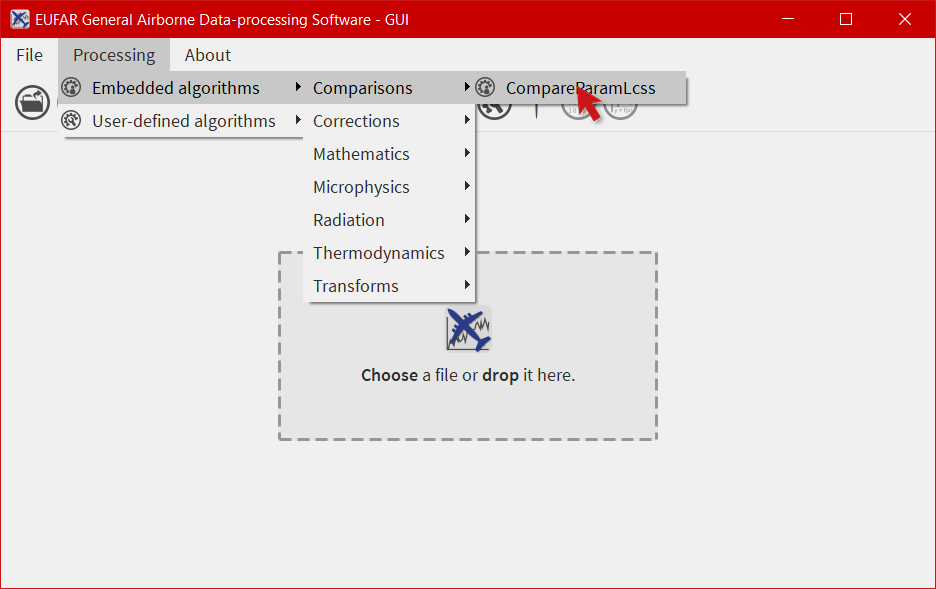 EUFAR General Airborne Data-processing Software - GUI
File Processing About
Embedded algorithms Comparisons CompareParamLcss
User-defined algorithms Corrections
Mathematics
Microphysics
Radiation
Thermodynamics
Transforms
Choose a file or drop it here.